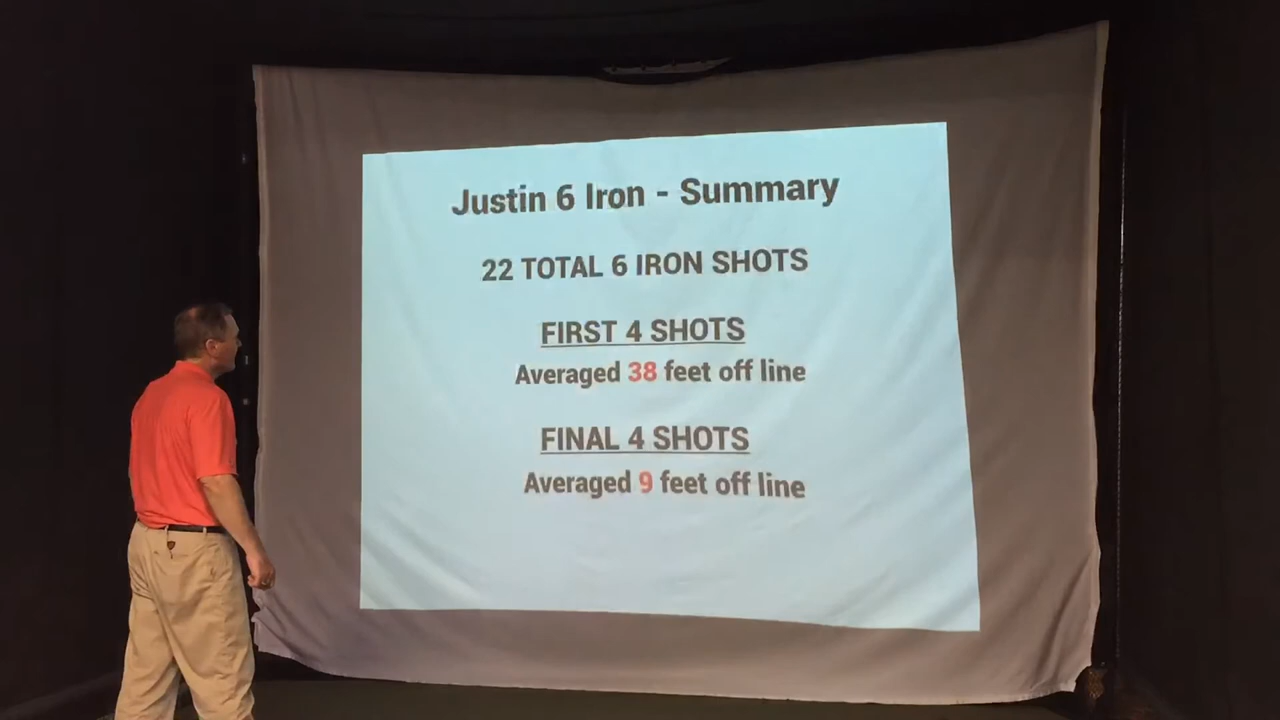 Justin 6 Iron - Summary
22 TOTAL 6 IRON SHOTS
FIRST 4 SHOTS
Averaged 38 feet off line
FINAL 4 SHOTS
Averaged 9 feet off line